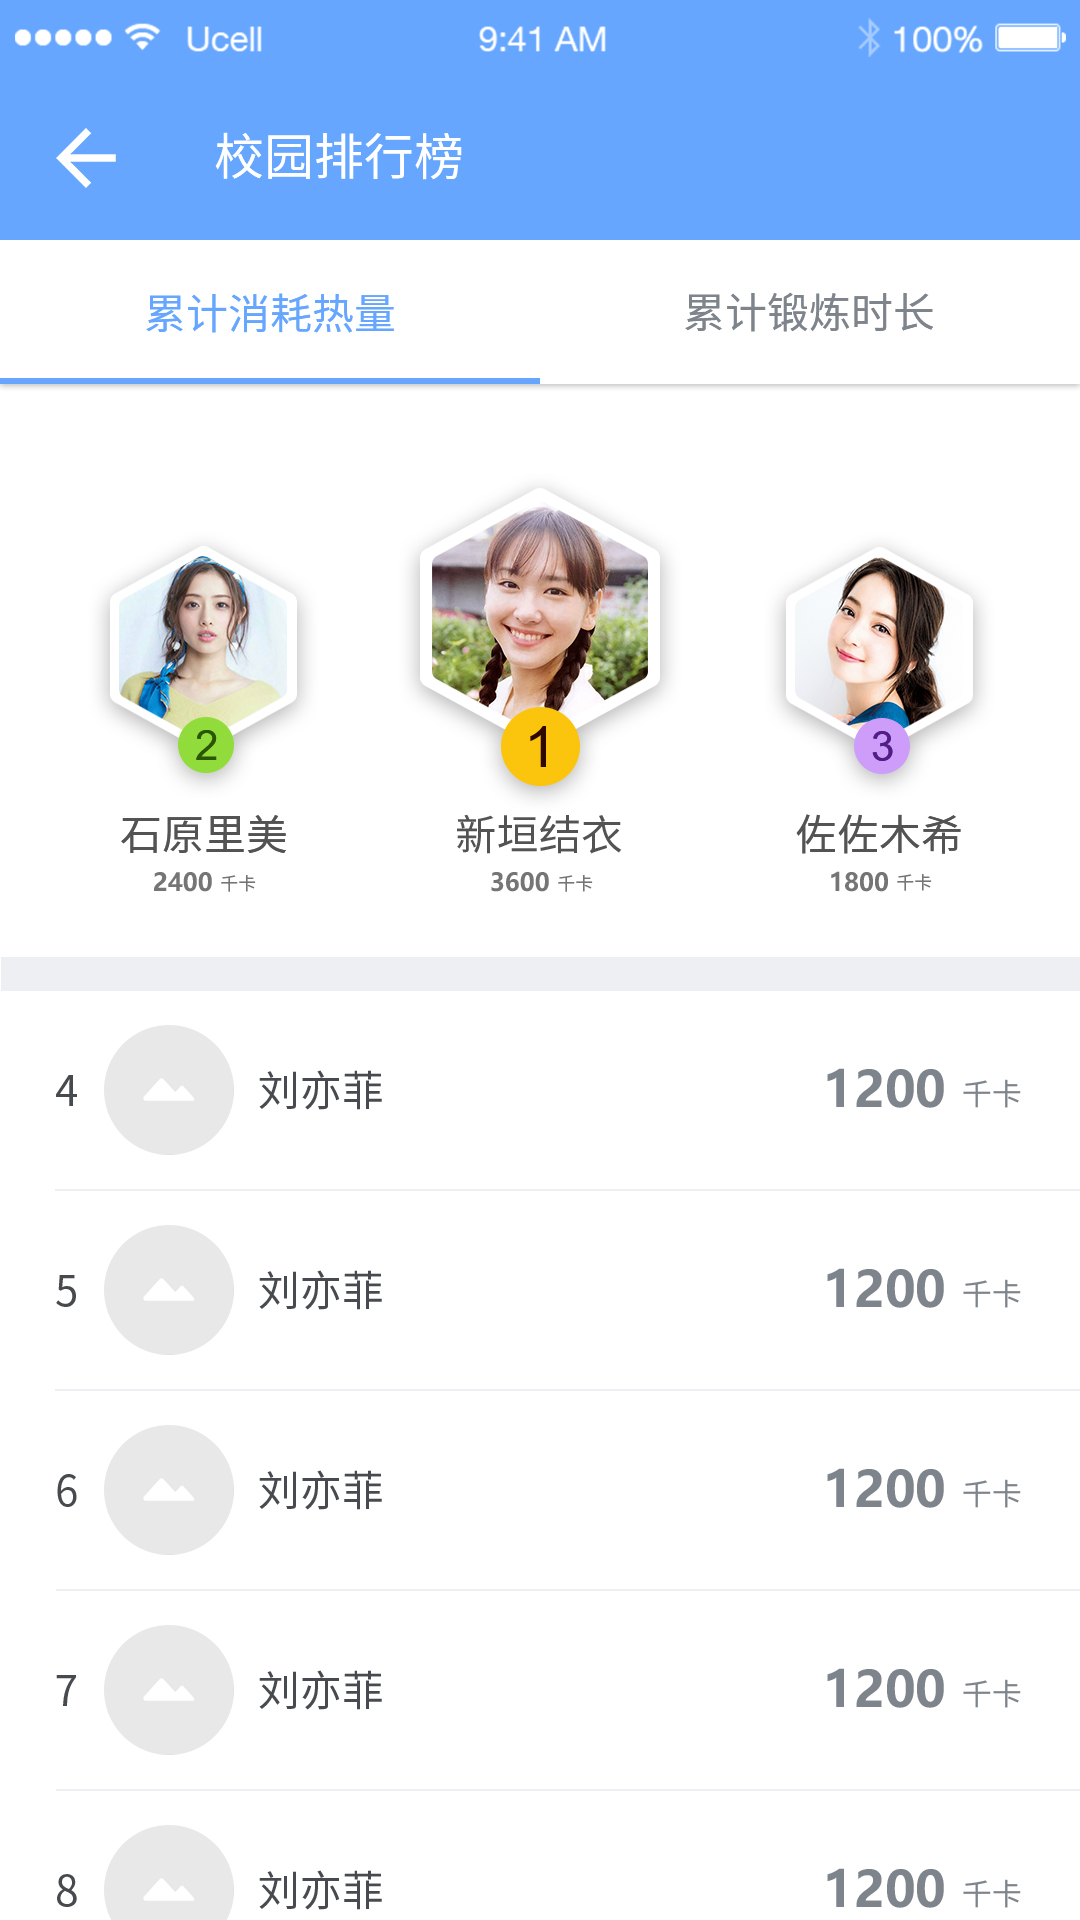 Ucell 9:41 AM 100%
校园排行榜
累计消耗热量 累计锻炼时长
2 1 3
石原里美 新垣结衣 佐佐木希
2400 千卡 3600 千卡 1800 千卡
4 刘亦菲 1200 千卡
5 刘亦菲 1200 千卡
6 刘亦菲 1200 千卡
7 刘亦菲 1200 千卡
8 刘亦菲 1200 千卡